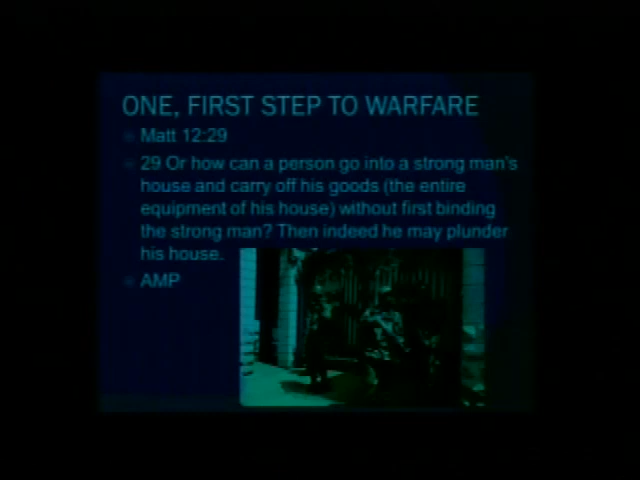 ONE, FIRST STEP TO WARFARE
Matt 12:29
29 Or how can a person go into a strong man's
house and carry off his goods (the entire
equipment of his house) without first binding
the strong man? Then indeed he may plunder
his house.
AMP